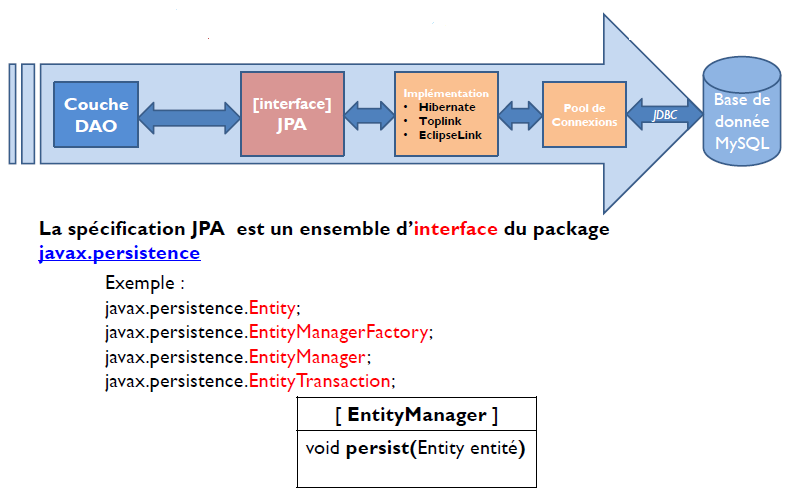 Couche
DAO
[interface]
JPA
Implémentation
• Hibernate
• Toplink
• EclipseLink
Pool de
Connexions
JDBC
Base de
donnée
MySQL
La spécification JPA est un ensemble d’interface du package
javax.persistence
Exemple :
javax.persistence.Entity;
javax.persistence.EntityManagerFactory;
javax.persistence.EntityManager;
javax.persistence.EntityTransaction;
[ EntityManager ]
void persist(Entity entité)